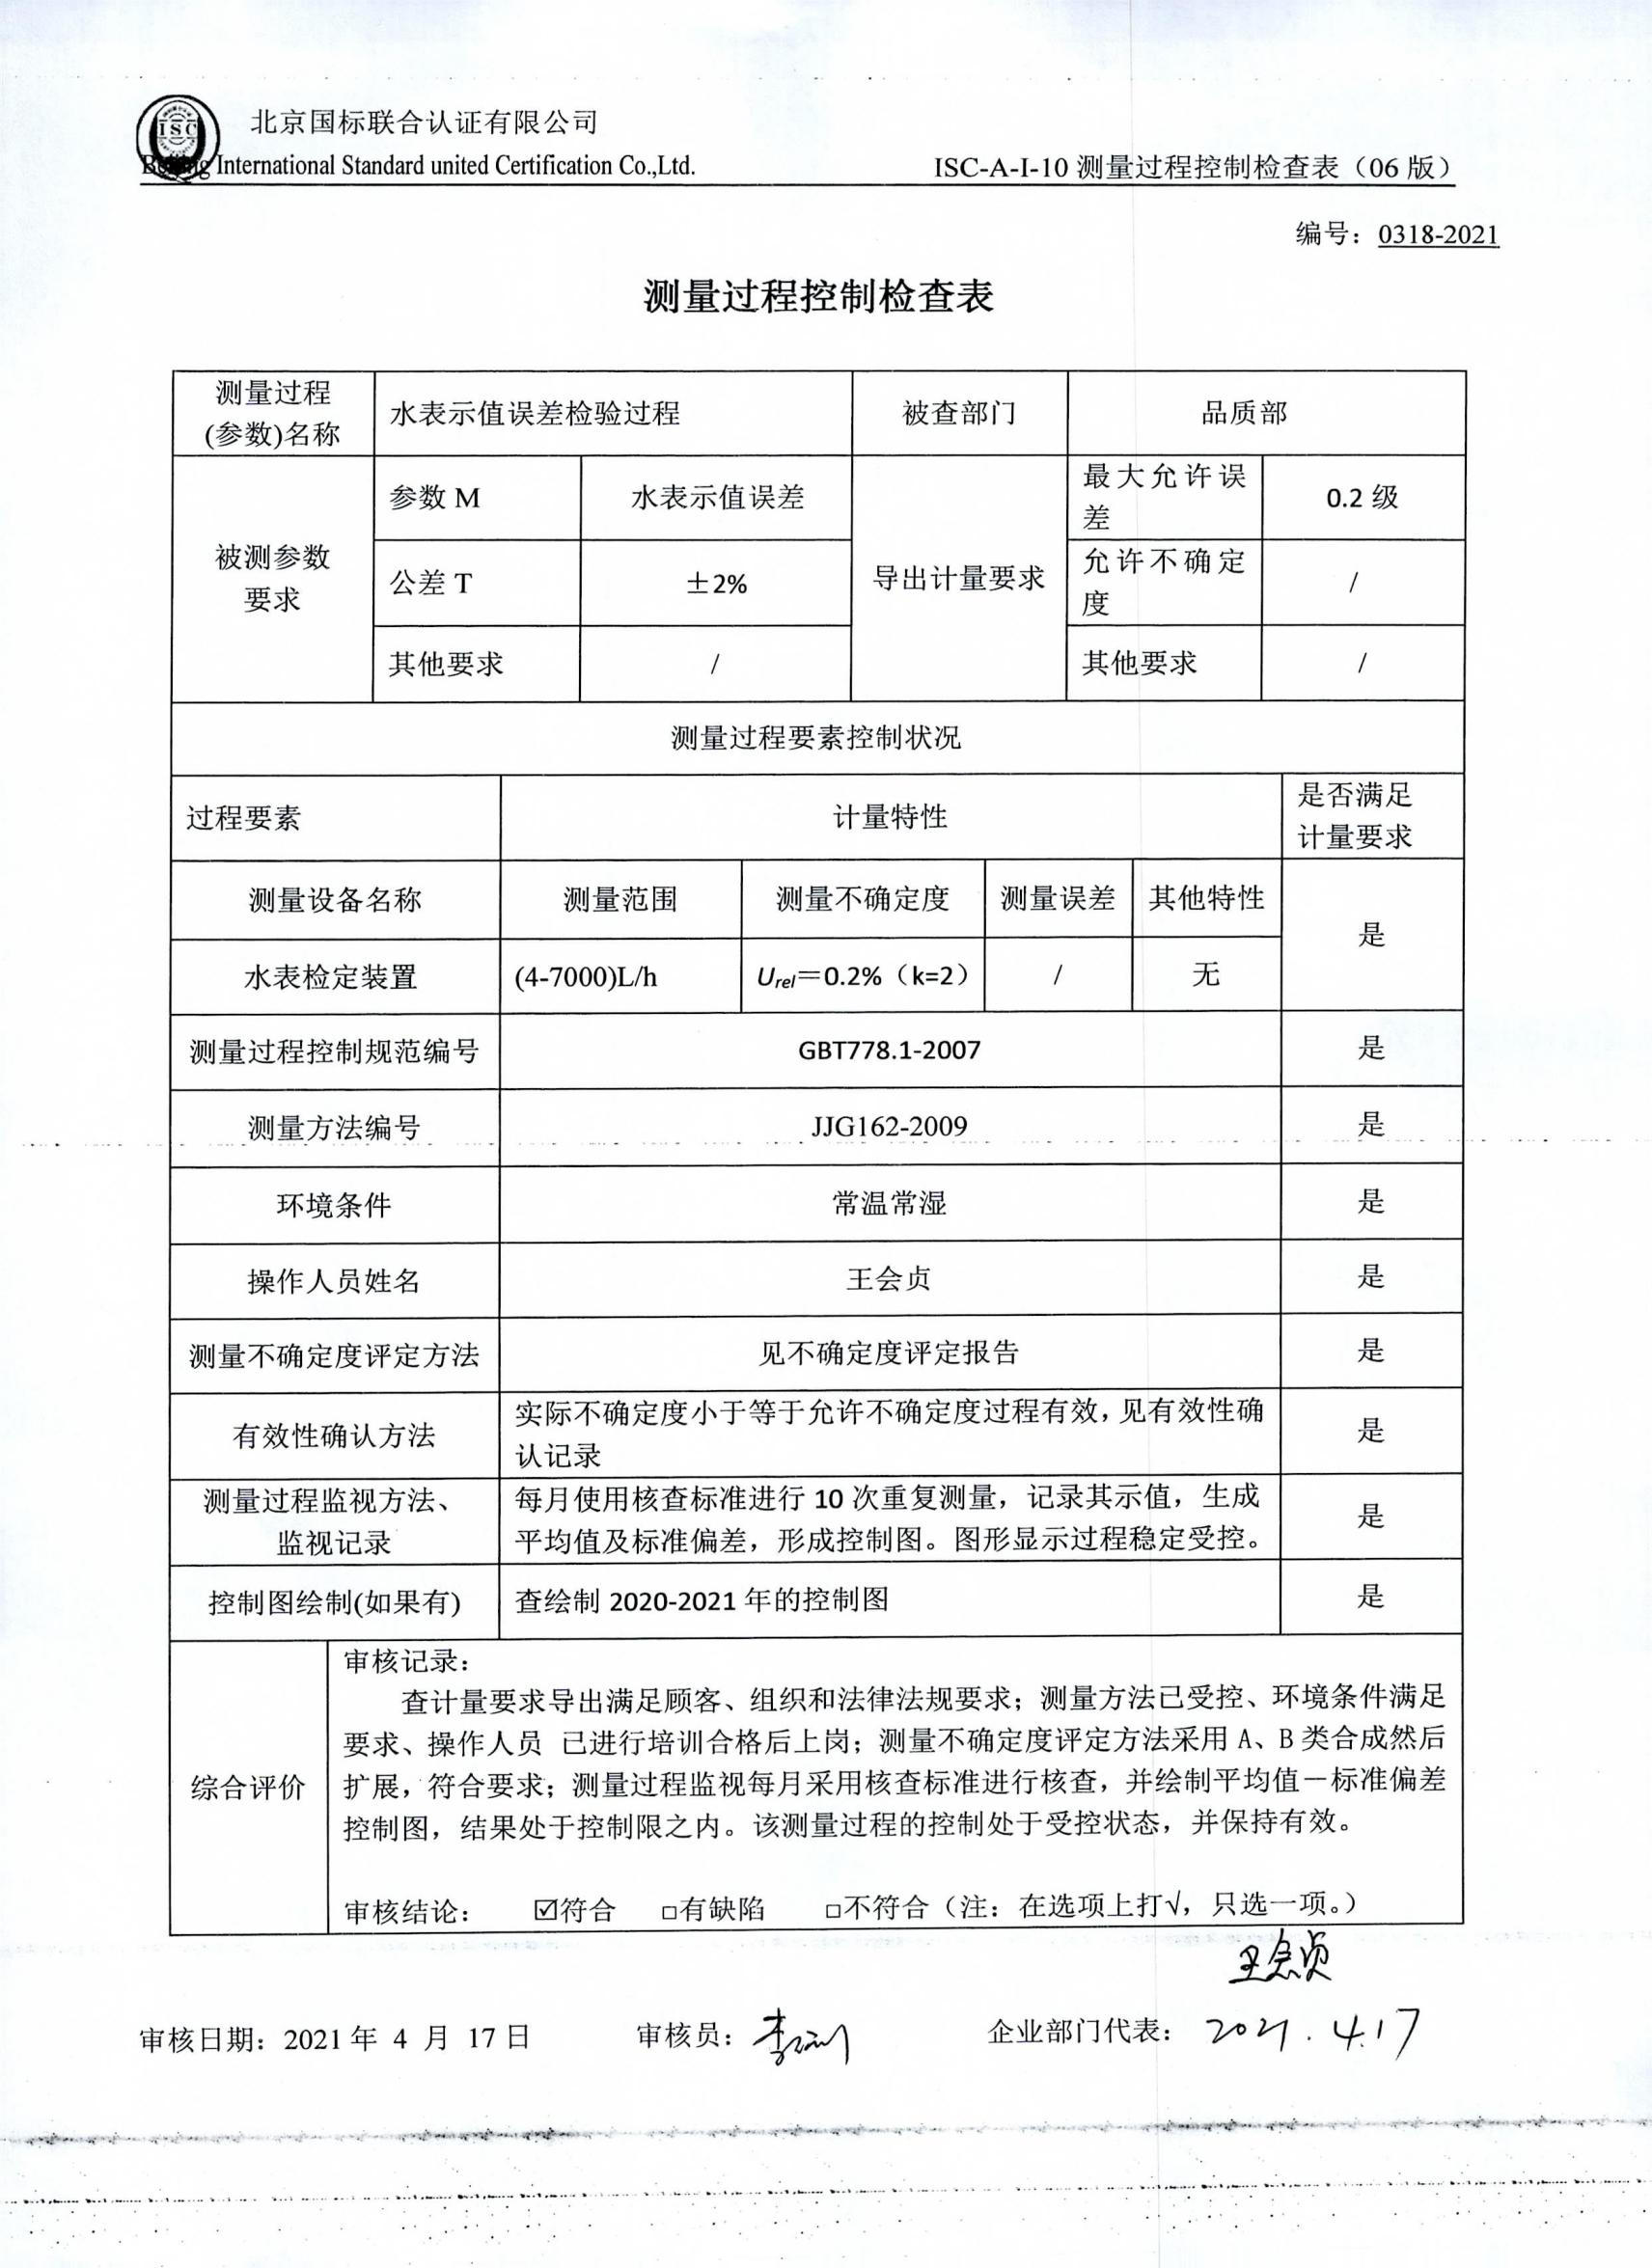 ISC
北京国标联合认证有限公司
Beijing International Standard united Certification Co.,Ltd.
ISC-A-I-10 测量过程控制检查表（06 版）
编号：0318-2021
测量过程控制检查表
测量过程
(参数)名称
水表示值误差检验过程
被查部门
品质部
被测参数
要求
参数 M
水表示值误差
导出计量要求
最大允许误
差
0.2 级
公差 T
±2%
允许不确定
度
/
其他要求
/
其他要求
/
测量过程要素控制状况
过程要素
计量特性
是否满足
计量要求
测量设备名称
测量范围
测量不确定度
测量误差
其他特性
是
水表检定装置
(4-7000)L/h
Urel＝0.2%（k=2）
/
无
测量过程控制规范编号
GBT778.1-2007
是
测量方法编号
JJG162-2009
是
环境条件
常温常湿
是
操作人员姓名
王会贞
是
测量不确定度评定方法
见不确定度评定报告
是
有效性确认方法
实际不确定度小于等于允许不确定度过程有效，见有效性确
认记录
是
测量过程监视方法、
监视记录
每月使用核查标准进行 10 次重复测量，记录其示值，生成
平均值及标准偏差，形成控制图。图形显示过程稳定受控。
是
控制图绘制(如果有)
查绘制 2020-2021 年的控制图
是
综合评价
审核记录：
查计量要求导出满足顾客、组织和法律法规要求；测量方法已受控、环境条件满足
要求、操作人员 已进行培训合格后上岗；测量不确定度评定方法采用 A、B 类合成然后
扩展，符合要求；测量过程监视每月采用核查标准进行核查，并绘制平均值－标准偏差
控制图，结果处于控制限之内。该测量过程的控制处于受控状态，并保持有效。
审核结论： ☑符合 □有缺陷 □不符合（注：在选项上打√，只选一项。）
王会贞
审核日期：2021 年 4 月 17 日 审核员： 企业部门代表：2021.4.17